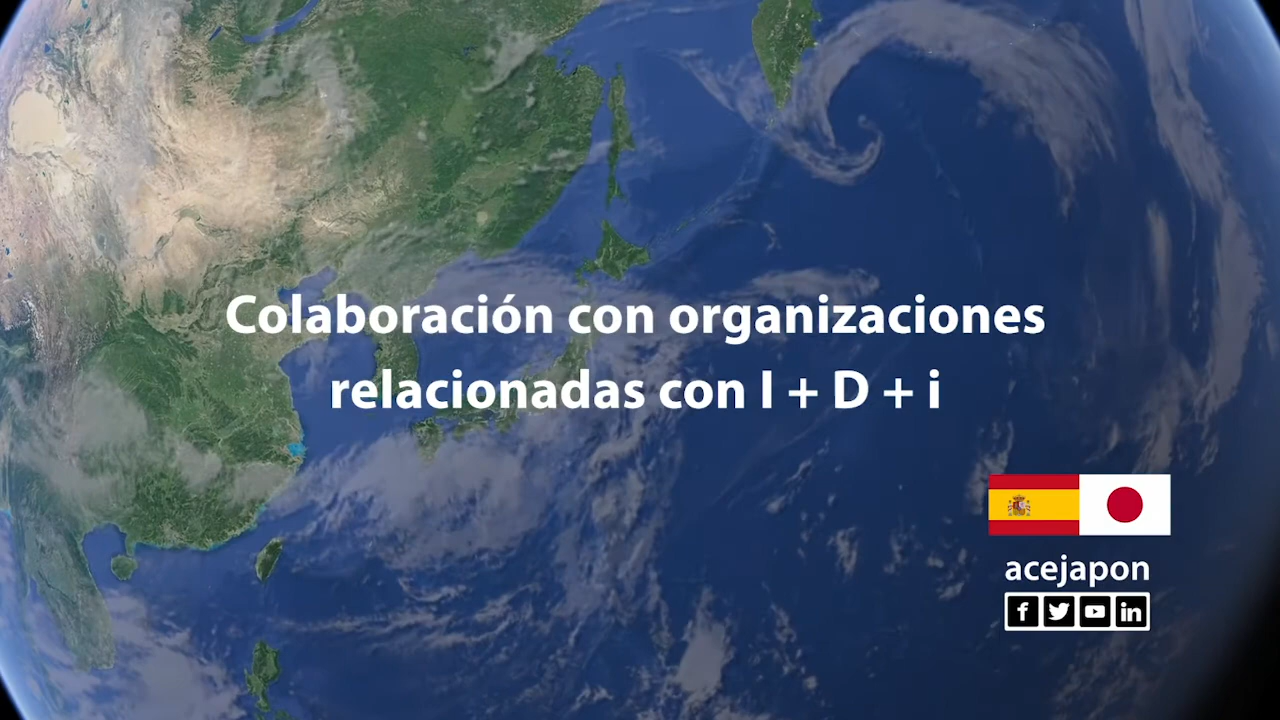 Colaboración con organizaciones
relacionadas con I + D + i
acejapon